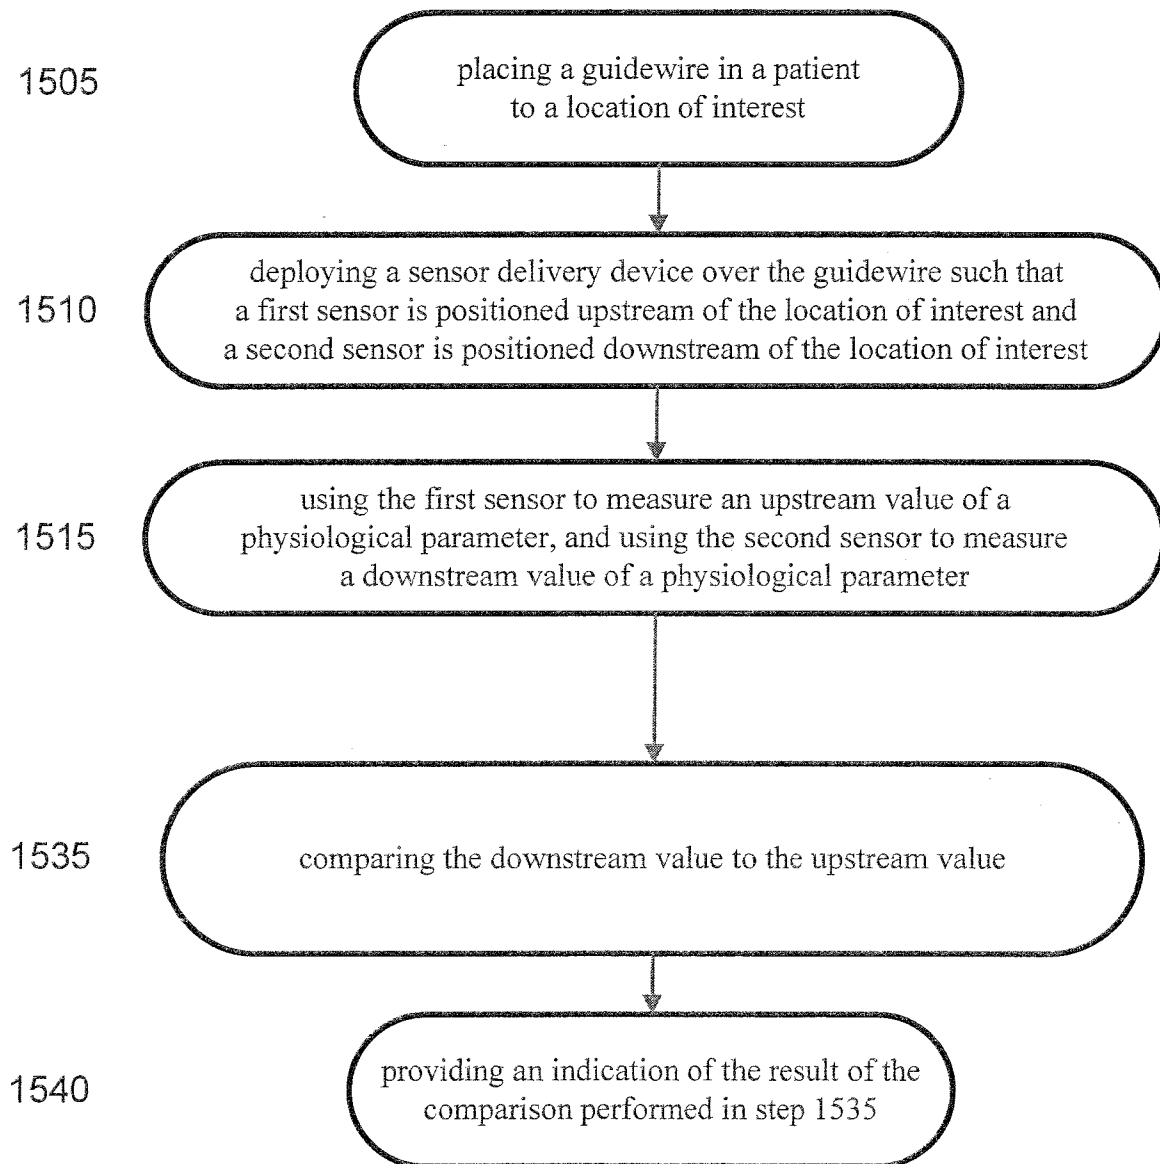 1505
placing a guidewire in a patient
to a location of interest
1510
deploying a sensor delivery device over the guidewire such that
a first sensor is positioned upstream of the location of interest and
a second sensor is positioned downstream of the location of interest
1515
using the first sensor to measure an upstream value of a
physiological parameter, and using the second sensor to measure
a downstream value of a physiological parameter
1535
comparing the downstream value to the upstream value
1540
providing an indication of the result of the
comparison performed in step 1535